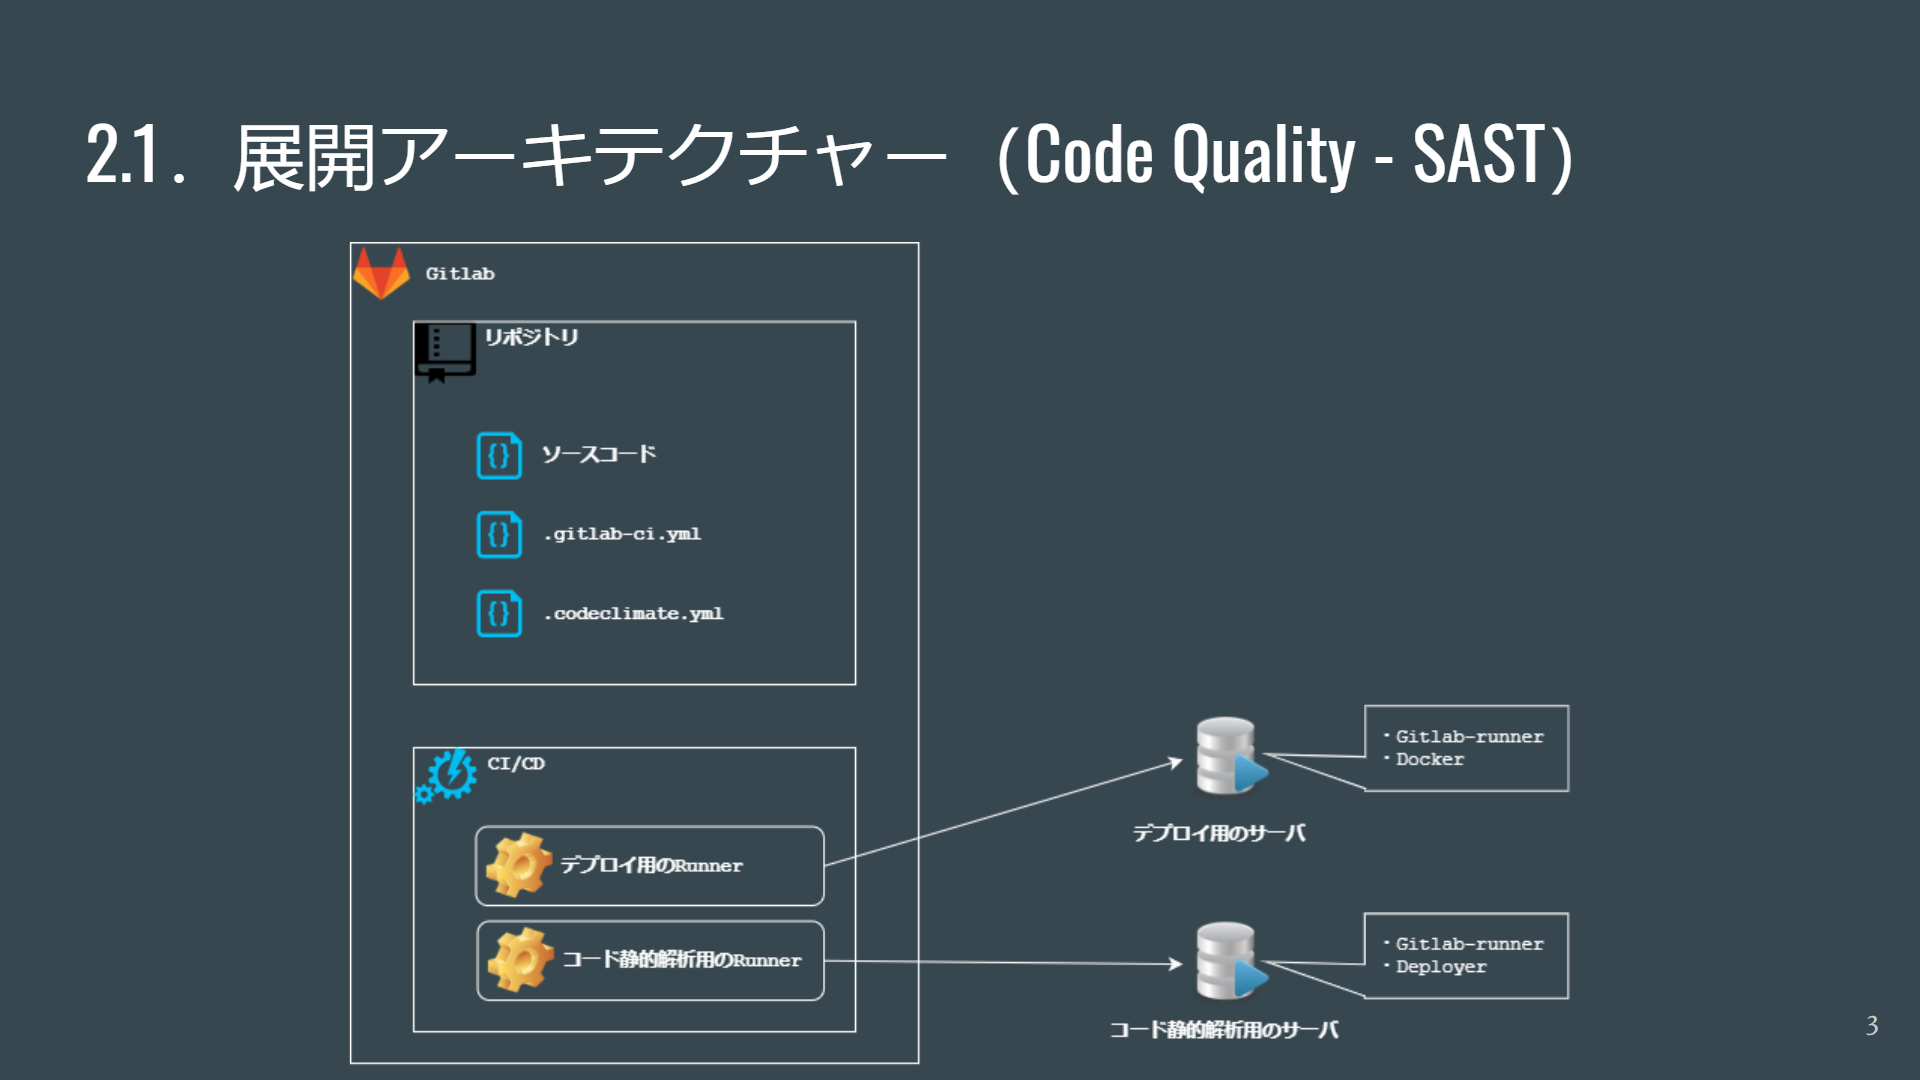 2.1. 展開アーキテクチャー (Code Quality - SAST)
Gitlab
リポジトリ
ソースコード
.gitlab-ci.yml
.codeclimate.yml
CI/CD
デプロイ用のRunner
コード静的解析用のRunner
・Gitlab-runner
・Docker
デプロイ用のサーバ
・Gitlab-runner
・Deployer
コード静的解析用のサーバ
3